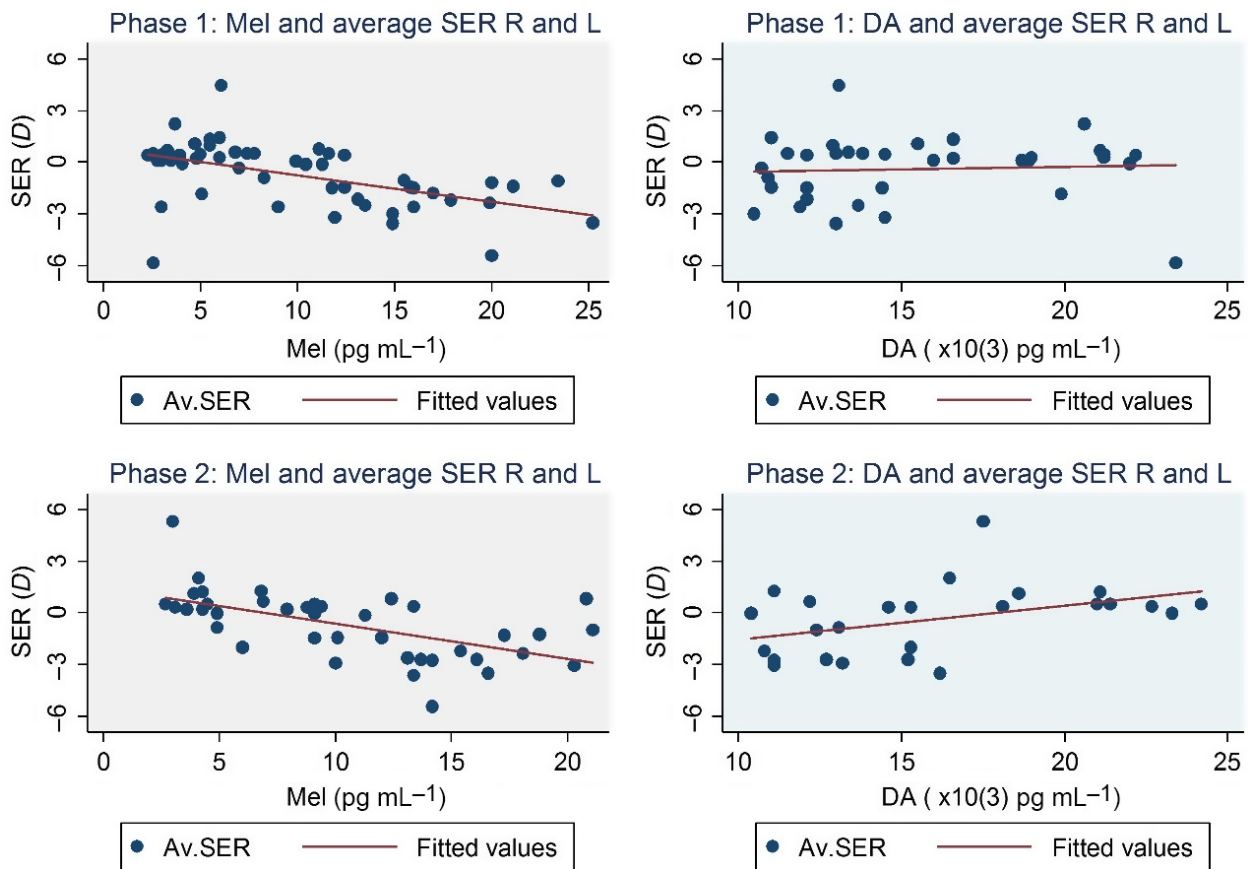 Phase 1: Mel and average SER R and L
SER (D)
6
3
0
−3
−6
0 5 10 15 20 25
Mel (pg mL−1)
Av.SER Fitted values
Phase 1: DA and average SER R and L
SER (D)
6
3
0
−3
−6
10 15 20 25
DA ( x10(3) pg mL−1)
Av.SER Fitted values
Phase 2: Mel and average SER R and L
SER (D)
6
3
0
−3
−6
0 5 10 15 20
Mel (pg mL−1)
Av.SER Fitted values
Phase 2: DA and average SER R and L
SER (D)
6
3
0
−3
−6
10 15 20 25
DA ( x10(3) pg mL−1)
Av.SER Fitted values